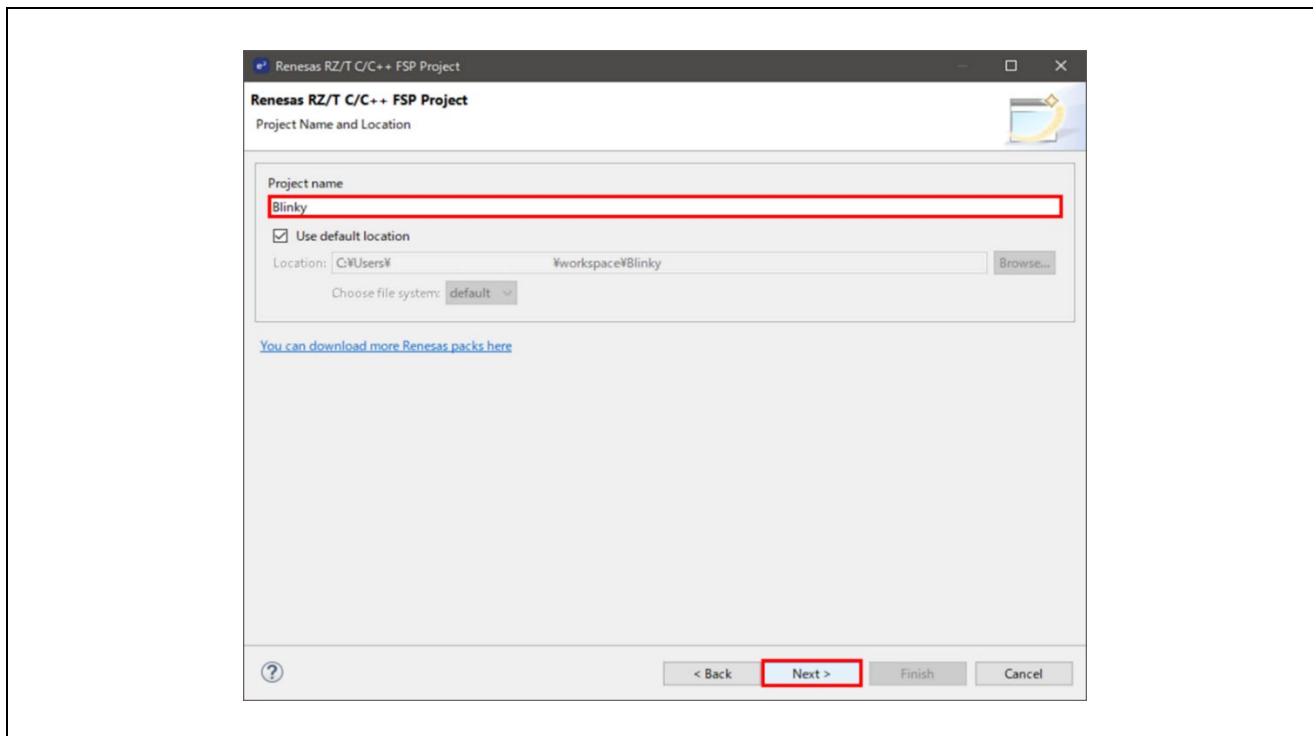 e² Renesas RZ/T C/C++ FSP Project
Renesas RZ/T C/C++ FSP Project
Project Name and Location
Project name
Blinky
Use default location
Location: C:¥Users¥ ¥workspace¥Blinky Browse...
Choose file system: default
You can download more Renesas packs here
? < Back Next > Finish Cancel